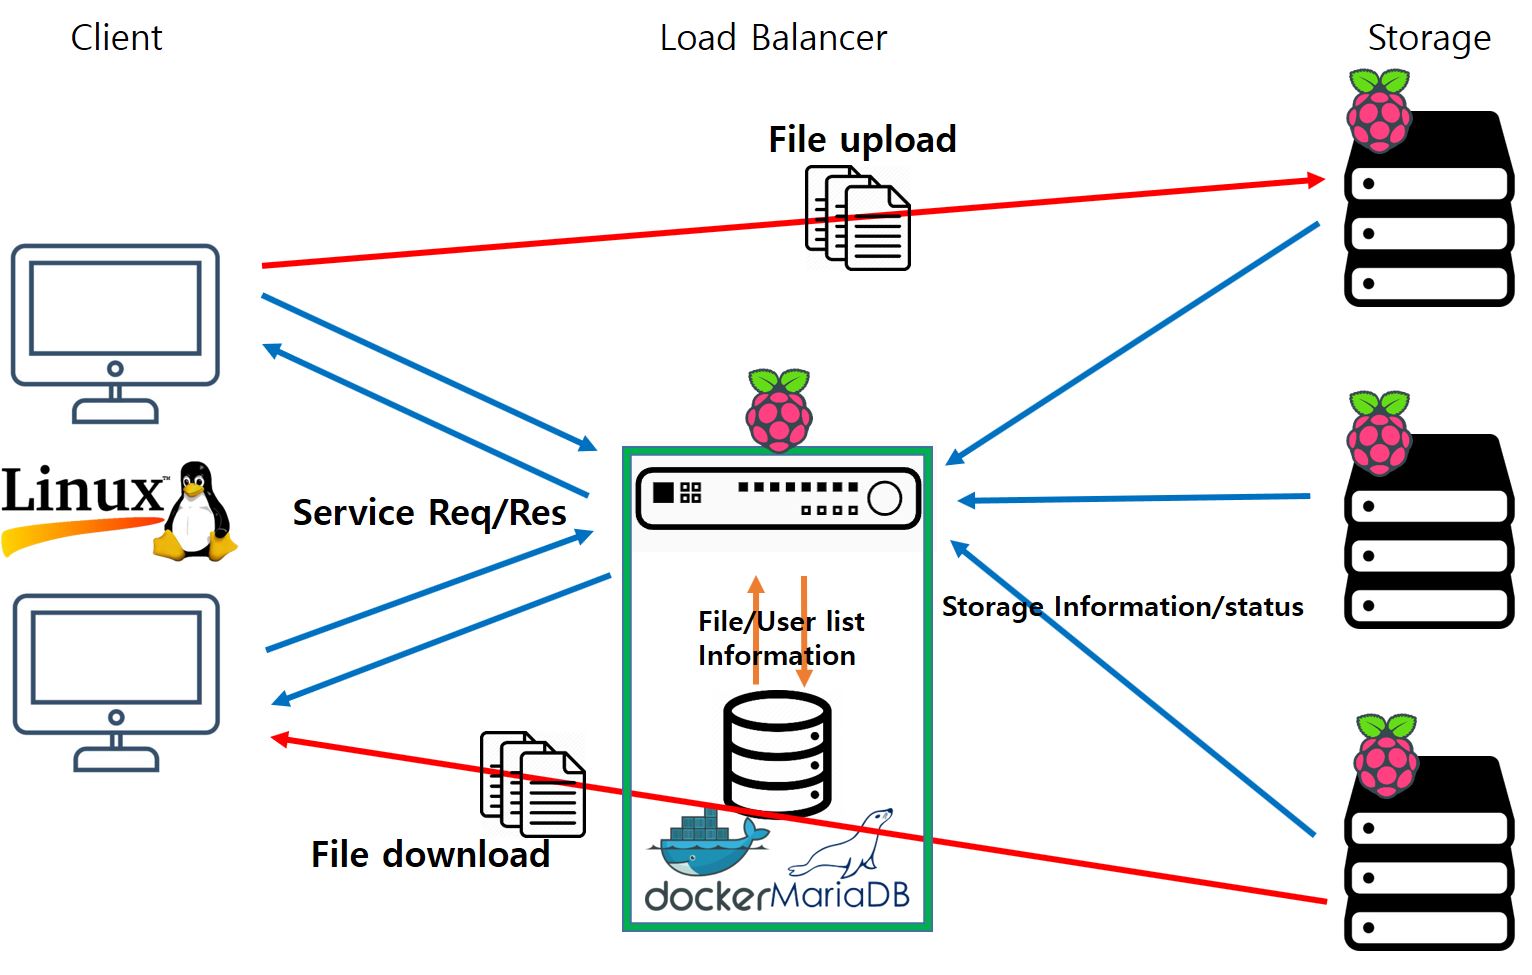 Client
Load Balancer
Storage
File upload
Linux™
Service Req/Res
File/User list
Information
Storage Information/status
File download
docker
MariaDB